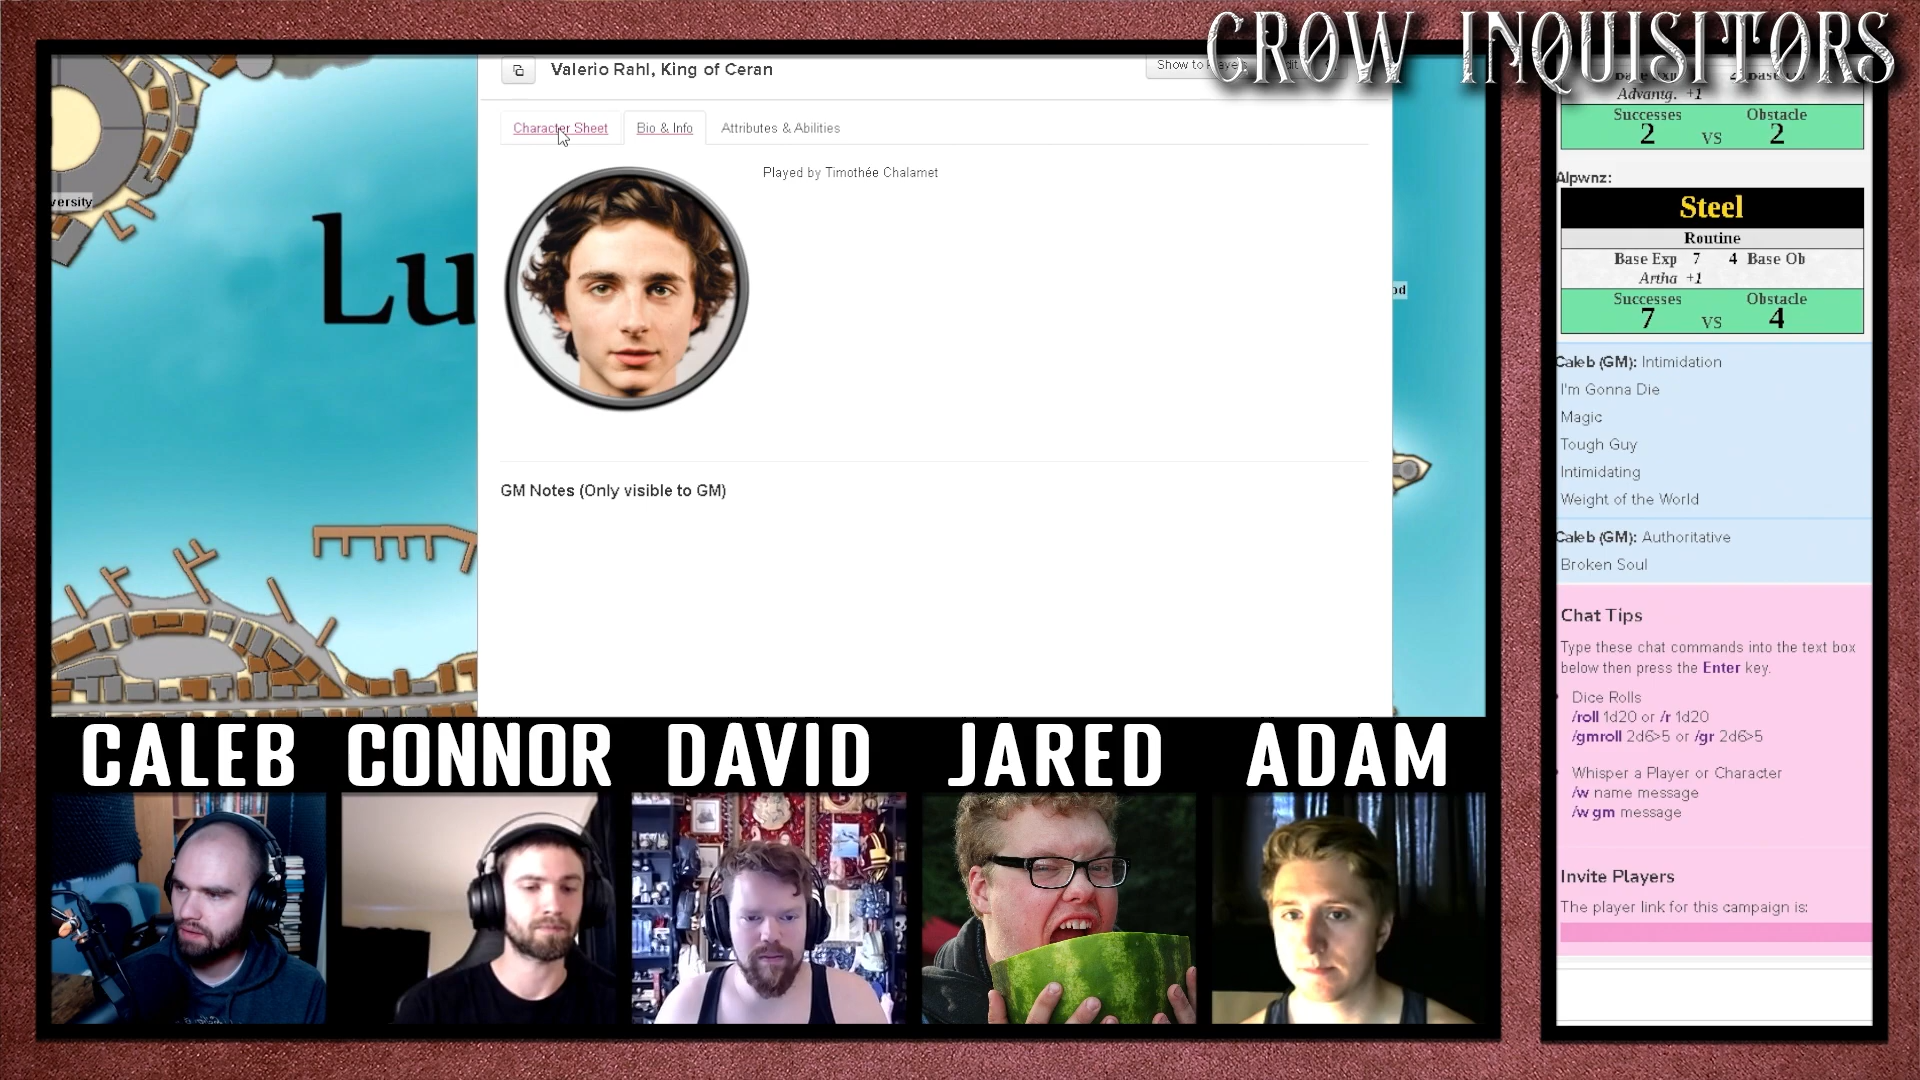 CROW INQUISITORS
Valerio Rahl, King of Ceran
Show to
Character Sheet
Bio & Info
Attributes & Abilities
Played by Timothée Chalamet
GM Notes (Only visible to GM)
versity
Lu
od
Advantg. +1
Successes Obstacle
2 VS 2
Alpwnz:
Steel
Routine
Base Exp 7 4 Base Ob
Artha +1
Successes Obstacle
7 VS 4
Caleb (GM): Intimidation
I'm Gonna Die
Magic
Tough Guy
Intimidating
Weight of the World
Caleb (GM): Authoritative
Broken Soul
Chat Tips
Type these chat commands into the text box
below then press the Enter key.
Dice Rolls
/roll 1d20 or /r 1d20
/gmroll 2d6>5 or /gr 2d6>5
Whisper a Player or Character
/w name message
/w gm message
Invite Players
The player link for this campaign is:
CALEB CONNOR DAVID JARED ADAM